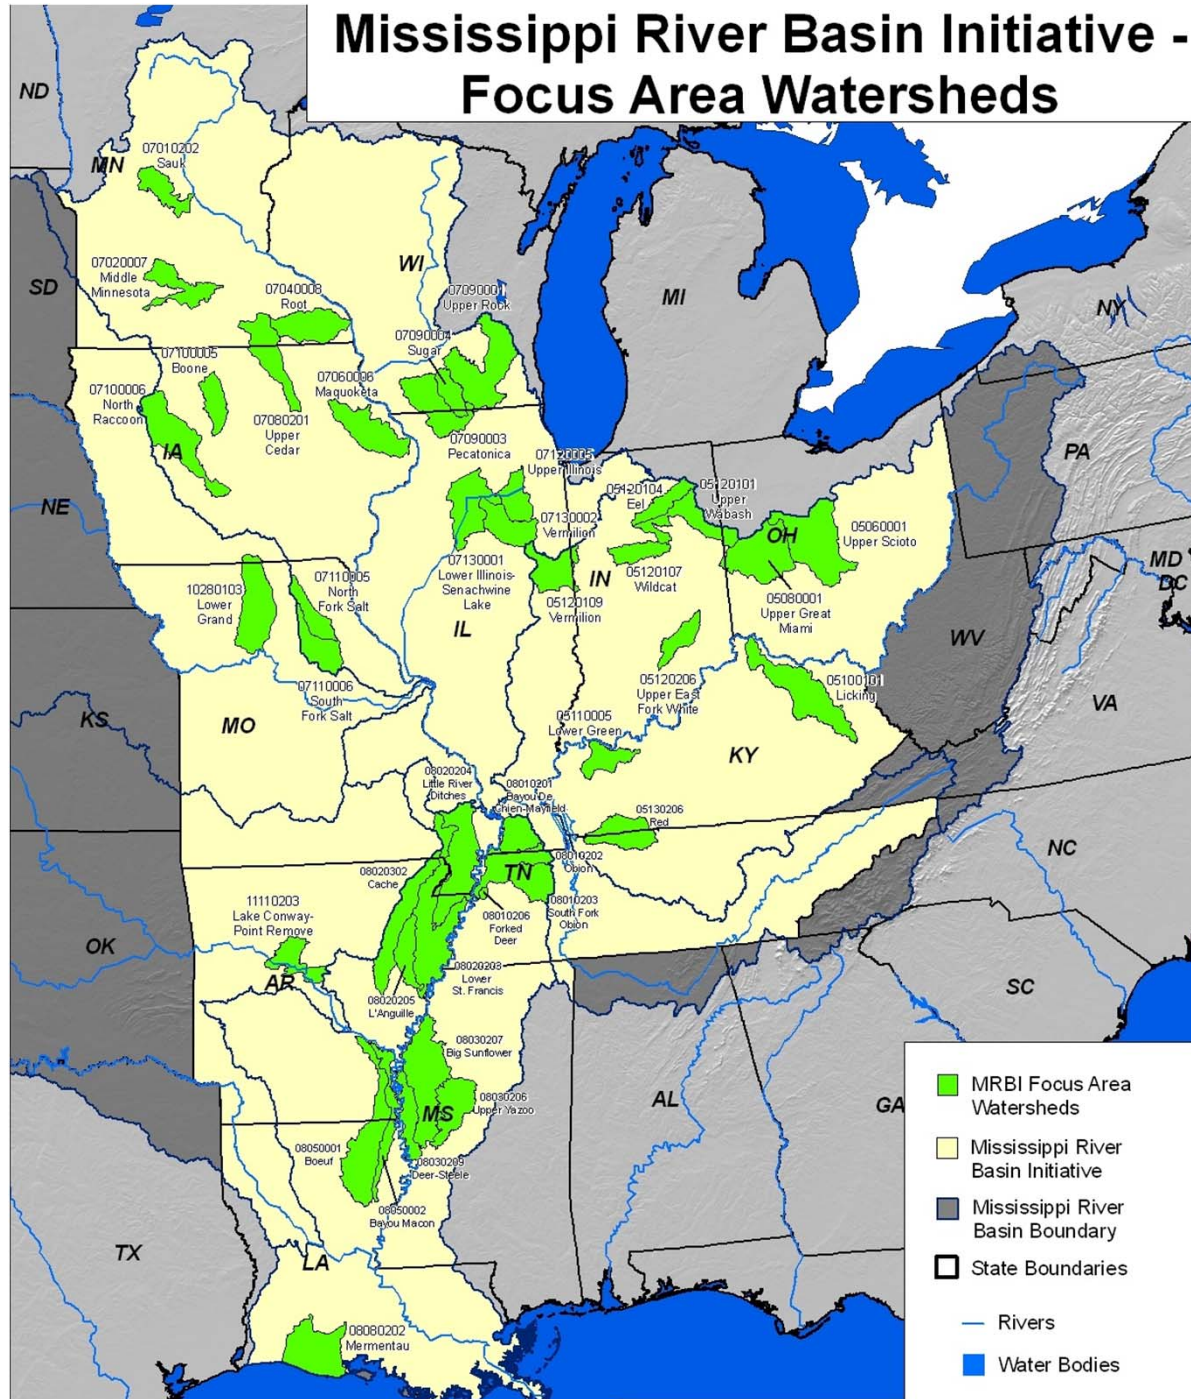 Mississippi River Basin Initiative -
Focus Area Watersheds
ND
07010202
Sauk
MN
WI
SD
07020007
Middle
Minnesota
07040008
Root
07090001
Upper Rock
MI
NY
07090004
Sugar
07100005
Boone
07100006
North
Raccoon
07060006
Maquoketa
IA
07080201
Upper
Cedar
07090003
Pecatonica
07120005
Upper Illinois
PA
NE
05120104
Eel
05120101
Upper
Wabash
07130002
Vermilion
OH
05060001
Upper Scioto
07130001
Lower Illinois-
Senachwine
Lake
IN
05120107
Wildcat
MD
DC
10280103
Lower
Grand
07110005
North
Fork Salt
05120109
Vermilion
05080001
Upper Great
Miami
IL
WV
07110006
South
Fork Salt
05120206
Upper East
Fork White
05100101
Licking
VA
KS
MO
05110005
Lower Green
KY
08020204
Little River
Ditches
08010201
Bayou De
Chien-Mayfield
05130206
Red
NC
08020302
Cache
TN
08010202
Obion
11110203
Lake Conway-
Point Remove
08010206
Forked
Deer
08010203
South Fork
Obion
OK
AR
08020203
Lower
St. Francis
SC
08020205
L'Anguille
08030207
Big Sunflower
08030206
Upper Yazoo
MS
AL
GA
08050001
Boeuf
08030209
Deer-Steele
08050002
Bayou Macon
TX
LA
08080202
Mermentau
MRBI Focus Area
Watersheds
Mississippi River
Basin Initiative
Mississippi River
Basin Boundary
State Boundaries
Rivers
Water Bodies